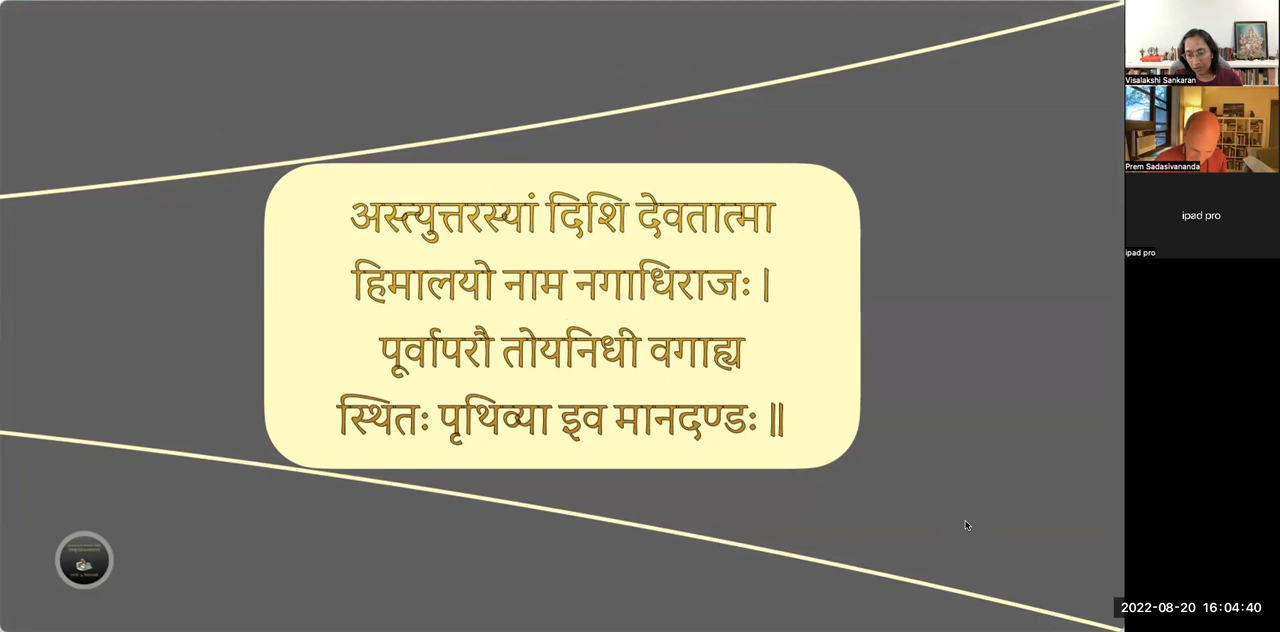 अस्त्युत्तरस्यां दिशि देवतात्मा
हिमालयो नाम नगाधिराजः ।
पूर्वापरौ तोयनिधी वगाह्य
स्थितः पृथिव्या इव मानदण्डः ॥
Visalakshi Sankaran
Prem Sadasivananda
ipad pro
ipad pro
2022-08-20 16:04:40